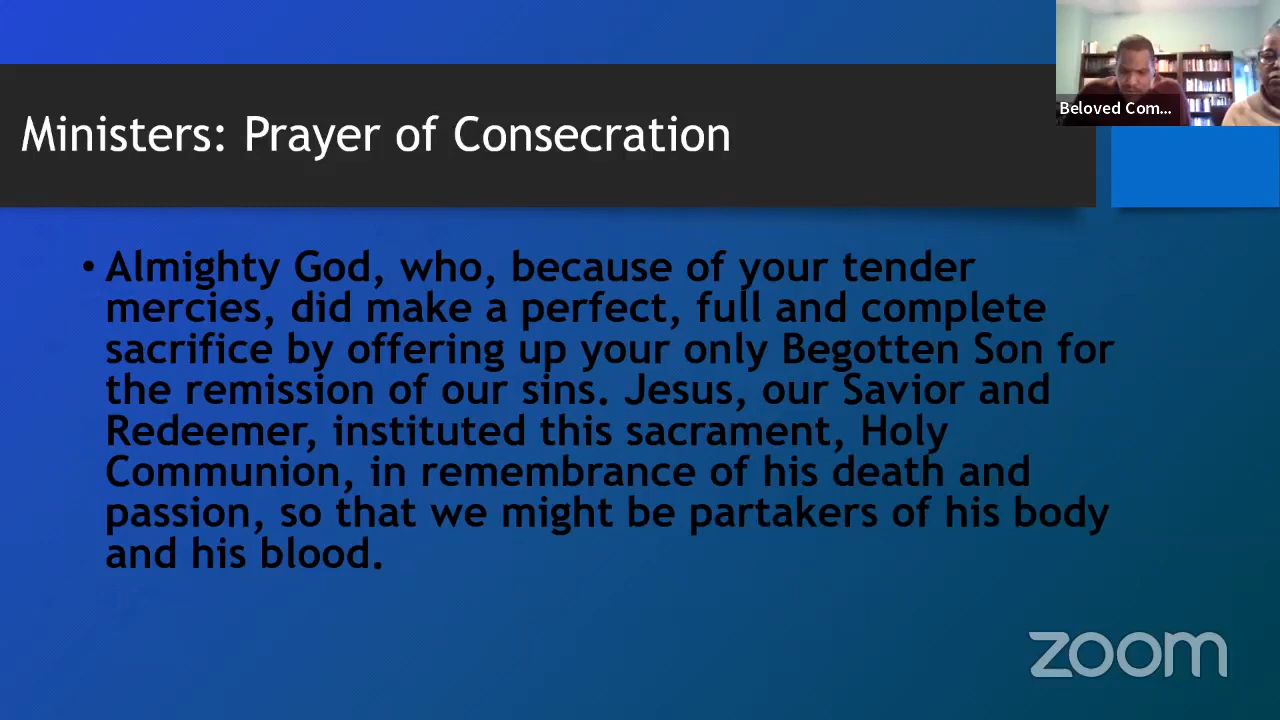 Beloved Com...
Ministers: Prayer of Consecration
• Almighty God, who, because of your tender
mercies, did make a perfect, full and complete
sacrifice by offering up your only Begotten Son for
the remission of our sins. Jesus, our Savior and
Redeemer, instituted this sacrament, Holy
Communion, in remembrance of his death and
passion, so that we might be partakers of his body
and his blood.
zoom